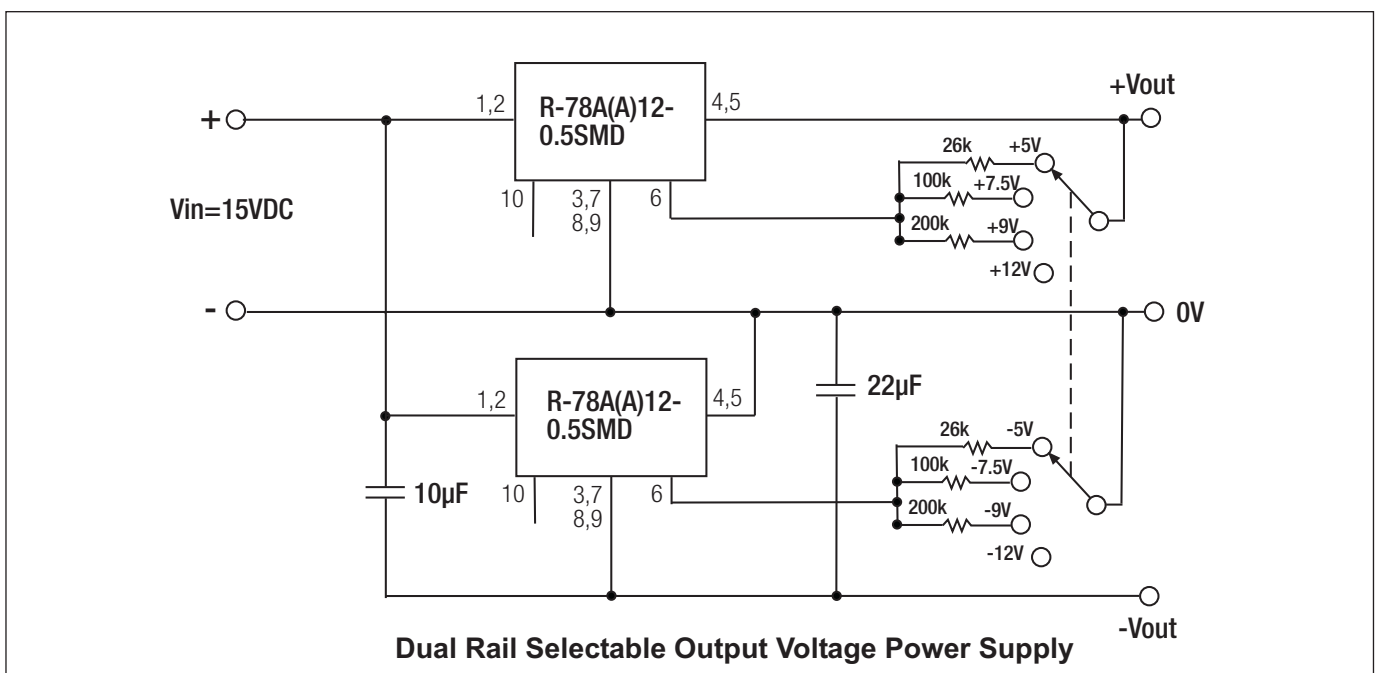 +Vout
1,2
R-78A(A)12-
0.5SMD
4,5
+
26k
+5V
10
3,7
8,9
6
100k
+7.5V
Vin=15VDC
200k
+9V
+12V
-
0V
1,2
R-78A(A)12-
0.5SMD
4,5
22µF
26k
-5V
10µF
10
3,7
8,9
6
100k
-7.5V
200k
-9V
-12V
-Vout
Dual Rail Selectable Output Voltage Power Supply